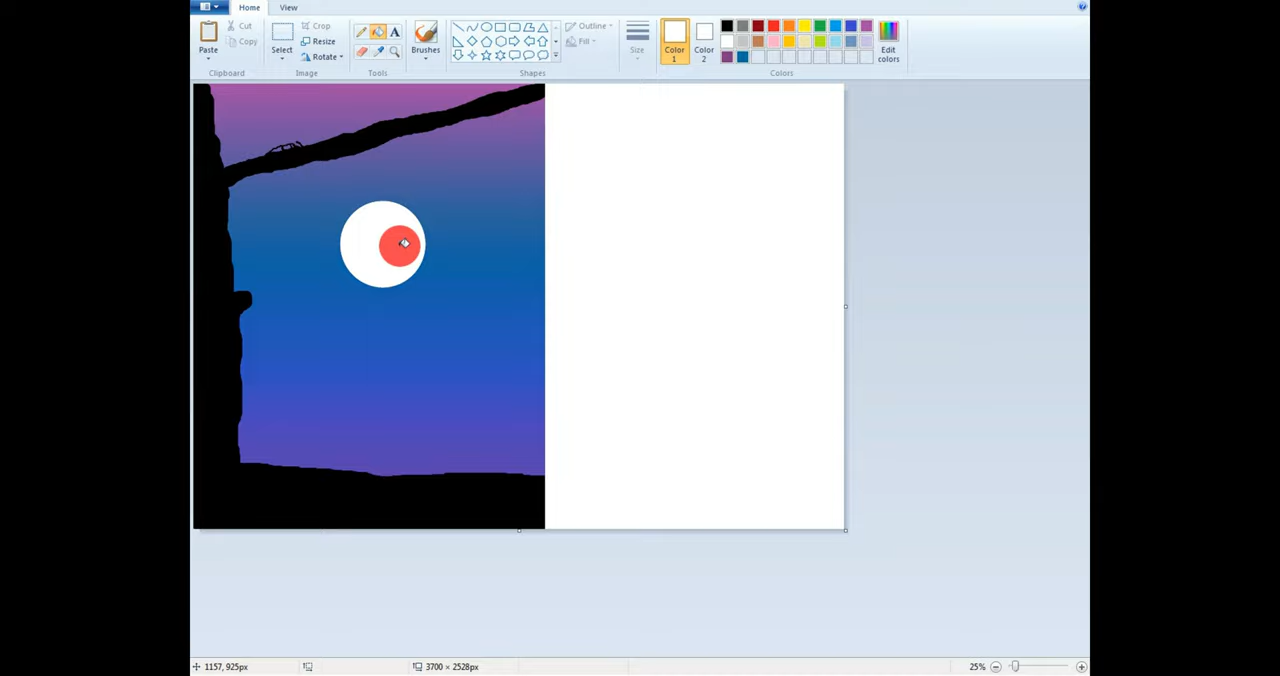 Home View
Paste
Cut
Copy
Clipboard
Select
Crop
Resize
Rotate
Image
A
Tools
Brushes
Outline
Fill
Shapes
Size
Color 1
Color 2
Edit colors
Colors
1157, 925px
3700 × 2528px
25%